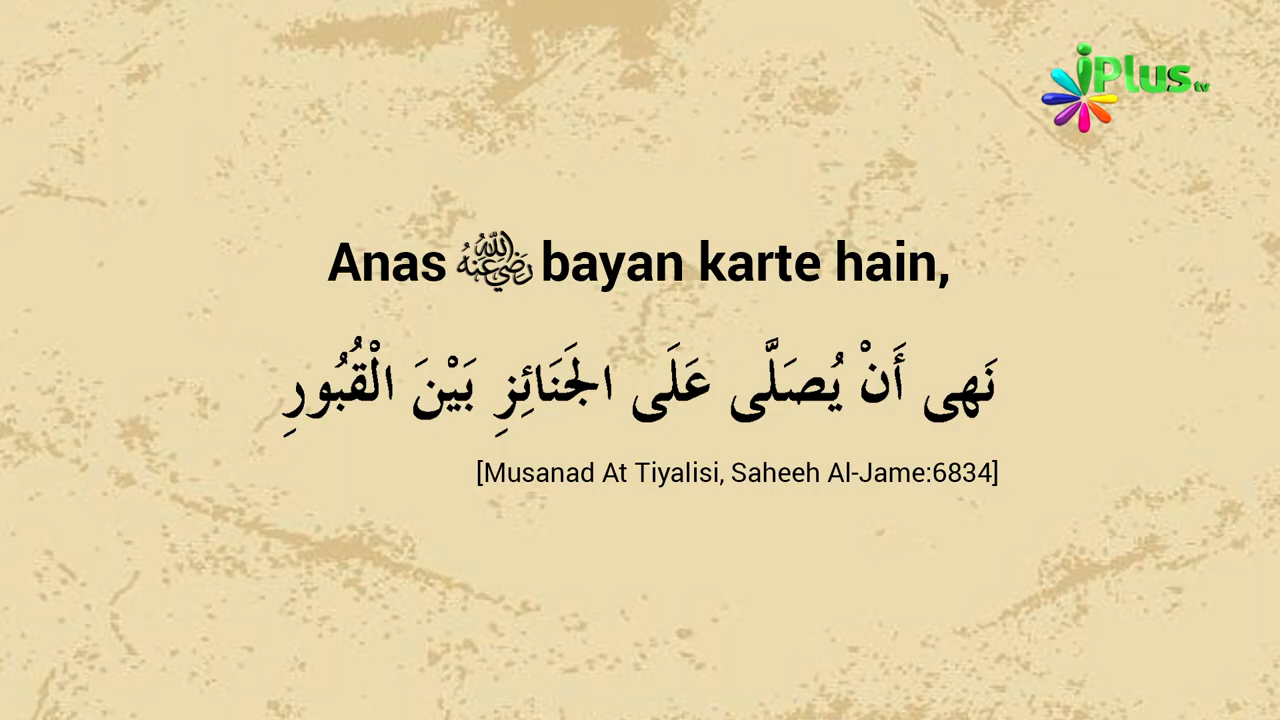 iPlus tv
Anas رضي الله عنه bayan karte hain,
نَهى أَنْ يُصَلَّى عَلَى الجَنَائِزِ بَيْنَ الْقُبُورِ
[Musanad At Tiyalisi, Saheeh Al-Jame:6834]